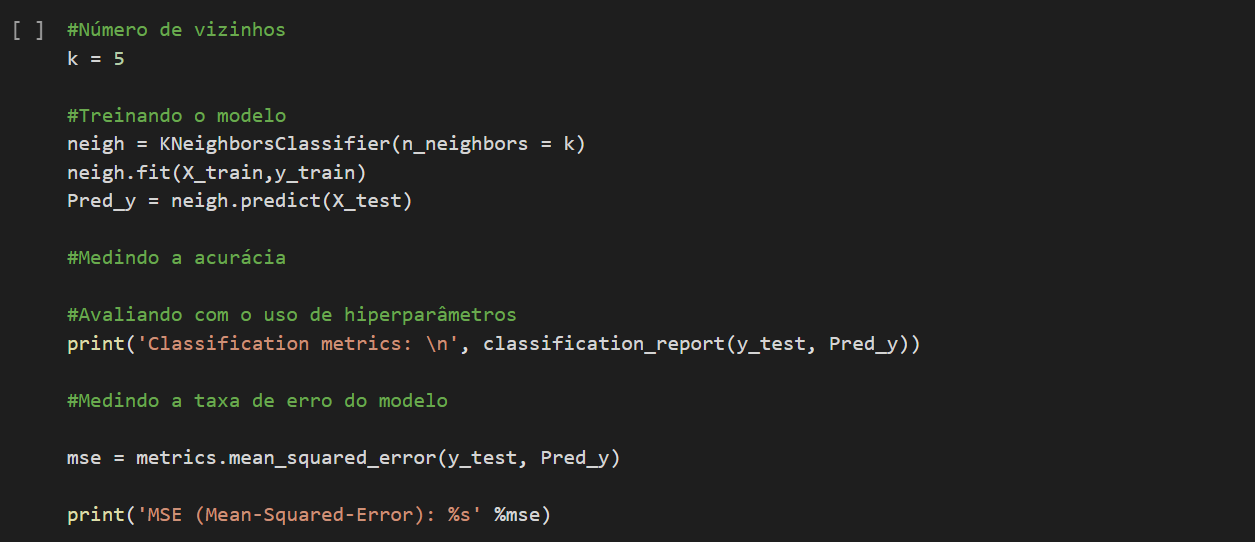 [ ] #Número de vizinhos
k = 5
#Treinando o modelo
neigh = KNeighborsClassifier(n_neighbors = k)
neigh.fit(X_train,y_train)
Pred_y = neigh.predict(X_test)
#Medindo a acurácia
#Avaliando com o uso de hiperparâmetros
print('Classification metrics: \n', classification_report(y_test, Pred_y))
#Medindo a taxa de erro do modelo
mse = metrics.mean_squared_error(y_test, Pred_y)
print('MSE (Mean-Squared-Error): %s' %mse)